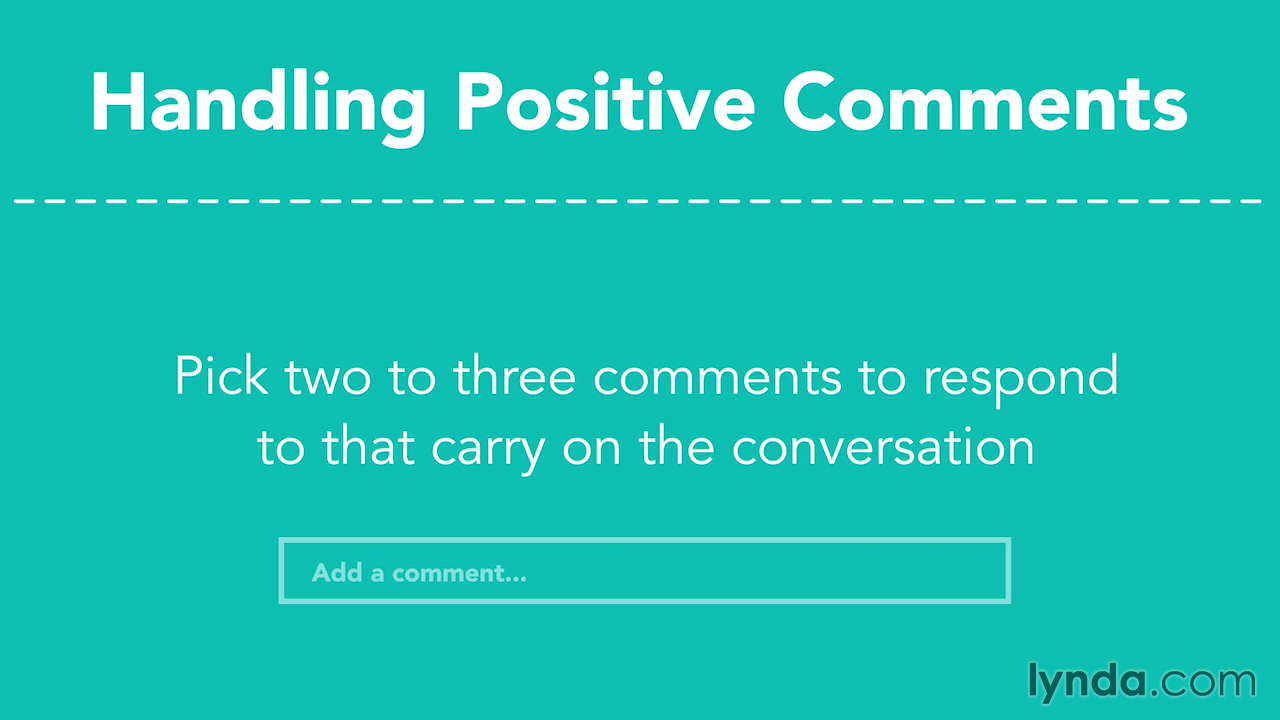 Handling Positive Comments
Pick two to three comments to respond
to that carry on the conversation
Add a comment...
lynda.com